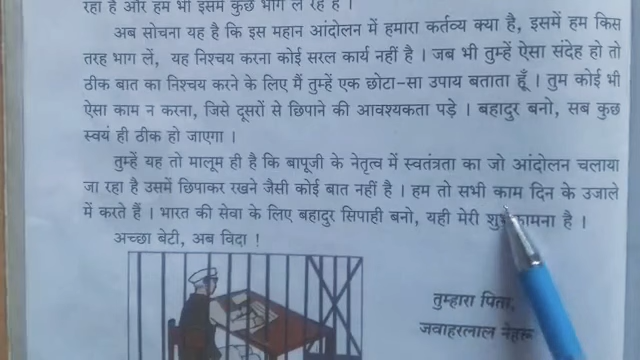 रहा है और हम भी इसमें कुछ भाग ले रहे हैं ।
अब सोचना यह है कि इस महान आंदोलन में हमारा कर्तव्य क्या है, इसमें हम किस
तरह भाग लें, यह निश्चय करना कोई सरल कार्य नहीं है । जब भी तुम्हें ऐसा संदेह हो तो
ठीक बात का निश्चय करने के लिए मैं तुम्हें एक छोटा-सा उपाय बताता हूँ । तुम कोई भी
ऐसा काम न करना, जिसे दूसरों से छिपाने की आवश्यकता पड़े । बहादुर बनो, सब कुछ
स्वयं ही ठीक हो जाएगा ।
तुम्हें यह तो मालूम ही है कि बापूजी के नेतृत्व में स्वतंत्रता का जो आंदोलन चलाया
जा रहा है उसमें छिपाकर रखने जैसी कोई बात नहीं है । हम तो सभी काम दिन के उजाले
में करते हैं । भारत की सेवा के लिए बहादुर सिपाही बनो, यही मेरी शुभकामना है ।
अच्छा बेटी, अब विदा !
तुम्हारा पिता,
जवाहरलाल नेहरू